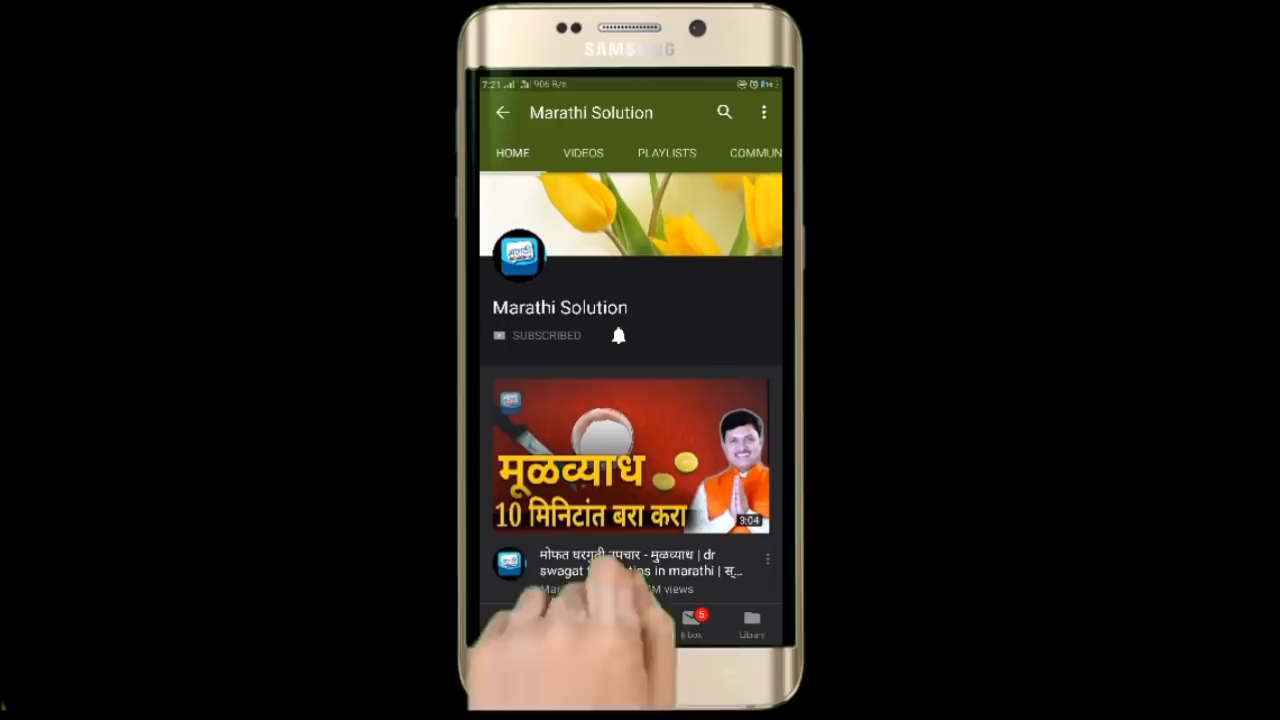 SAMSUNG
7:21
Marathi Solution
HOME VIDEOS PLAYLISTS COMMUN
Marathi Solution
SUBSCRIBED
मूळव्याध
10 मिनिटांत बरा करा
3:04
मोफत घरगुती उपचार - मुळव्याध | dr
swagat tips in marathi | स्...
views
5
Library